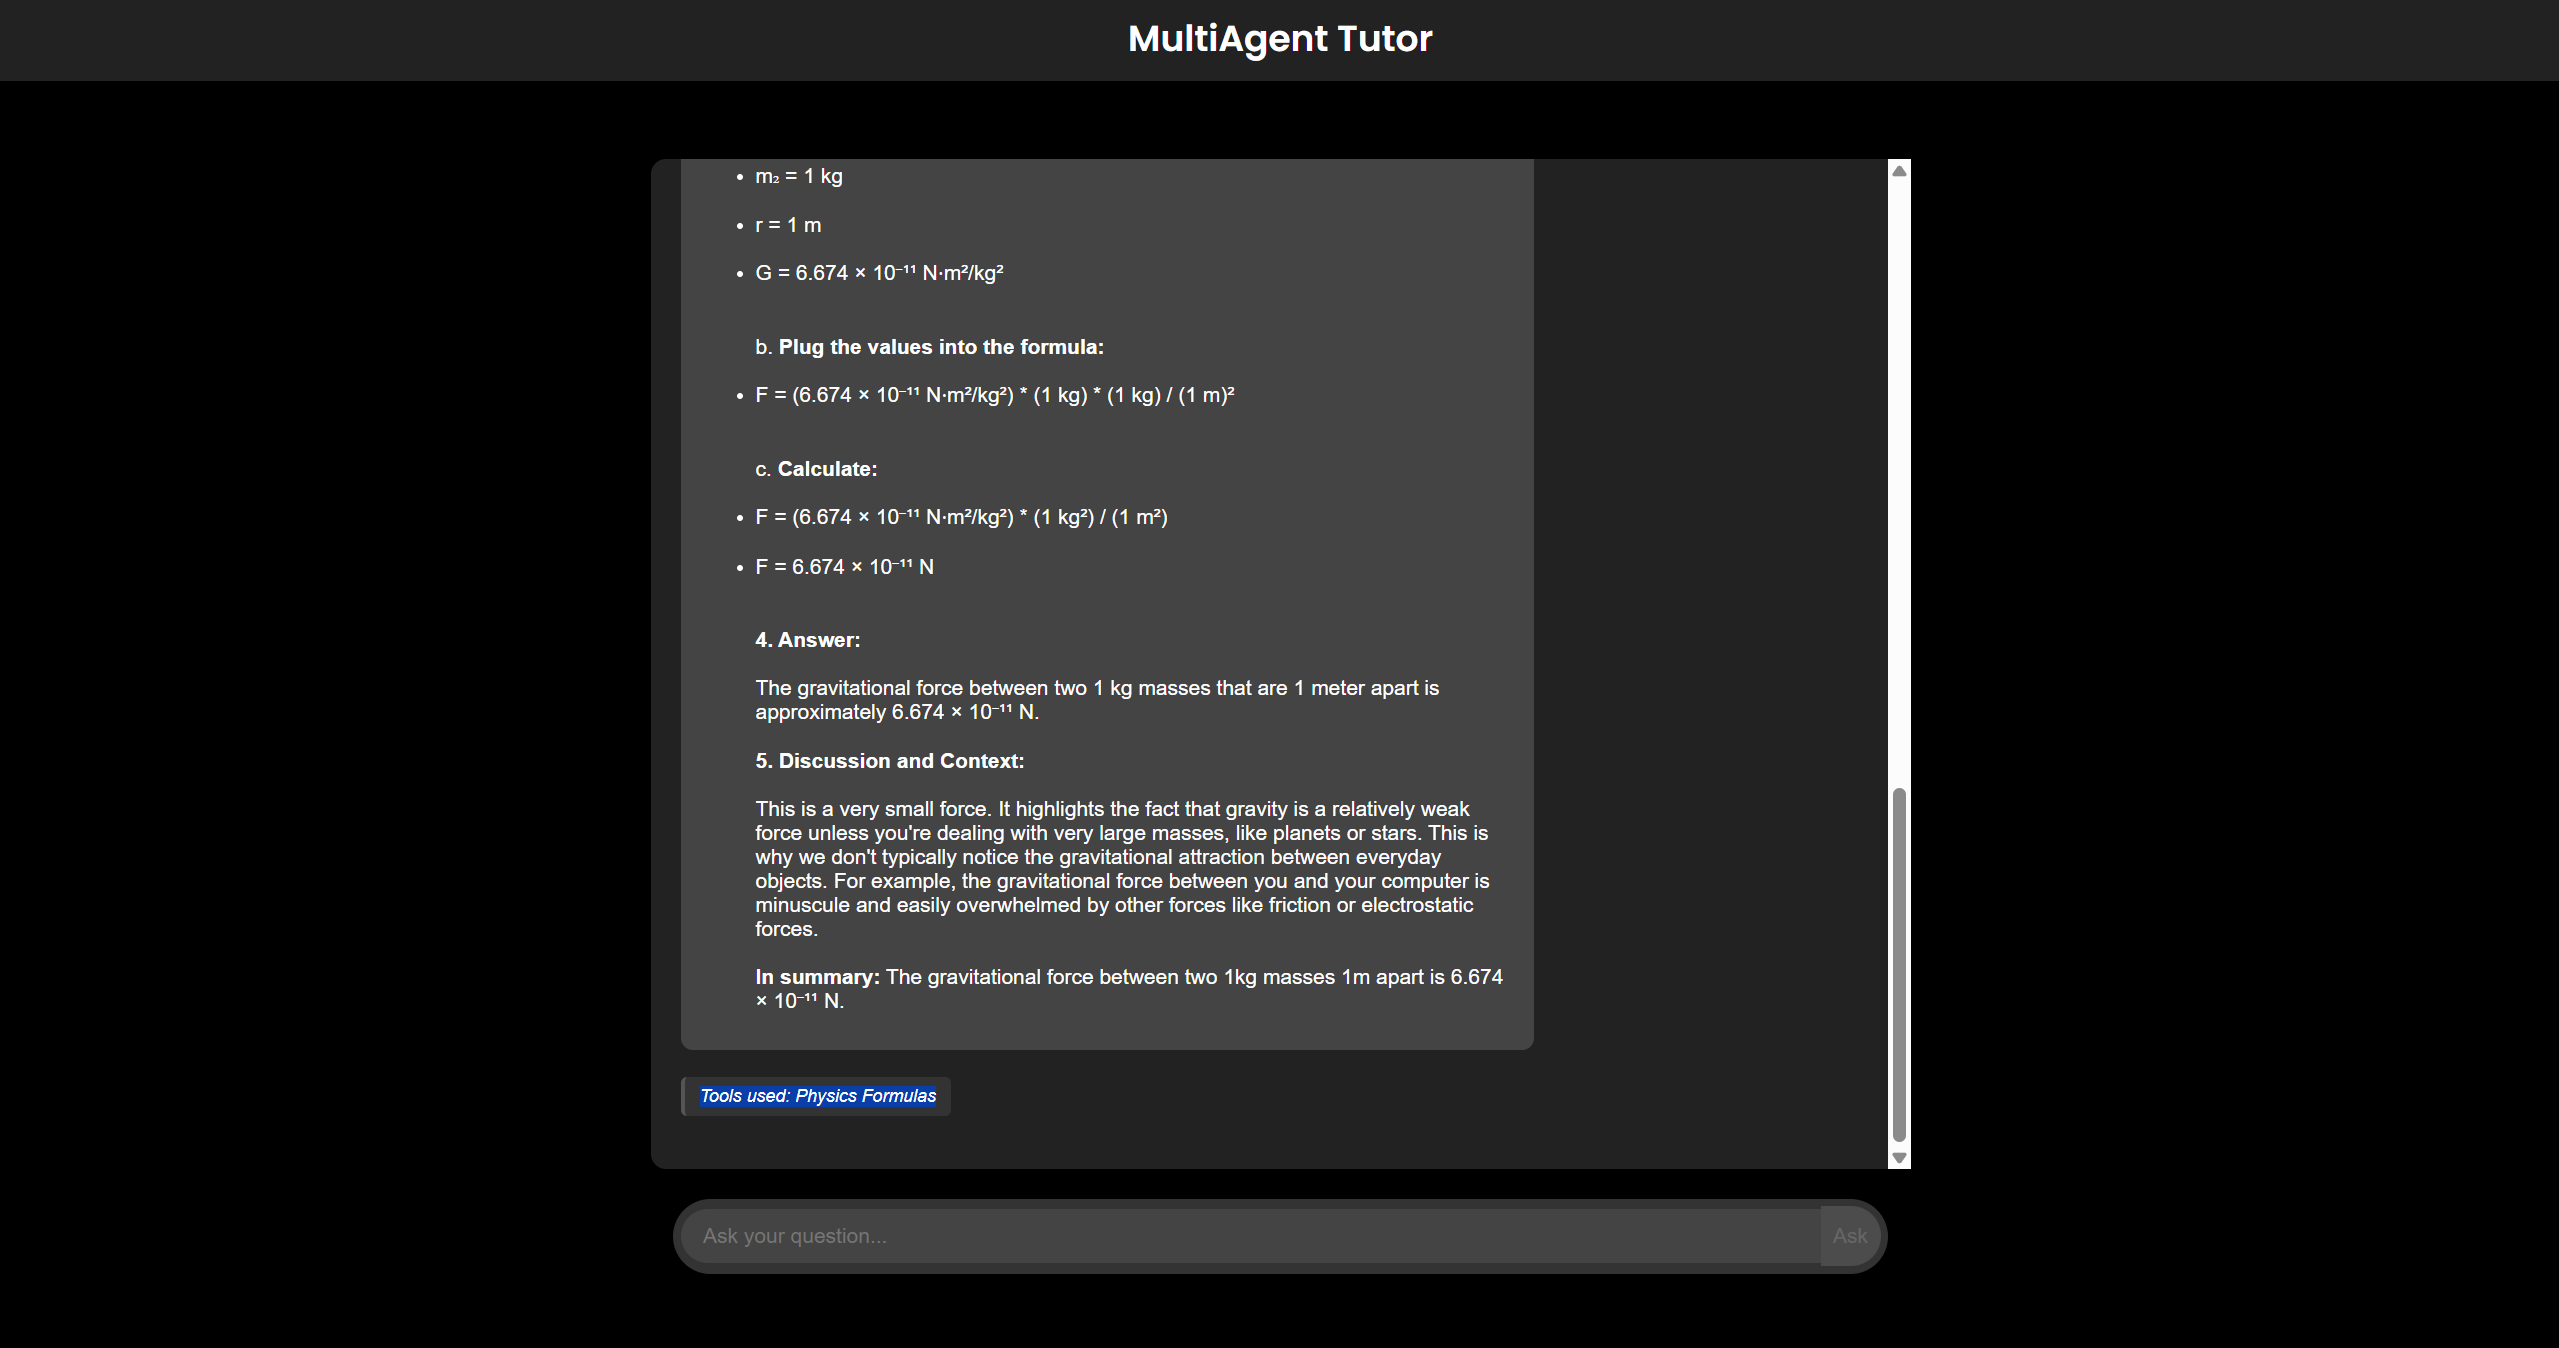 MultiAgent Tutor
• m₂ = 1 kg
• r = 1 m
• G = 6.674 × 10⁻¹¹ N·m²/kg²
b. Plug the values into the formula:
• F = (6.674 × 10⁻¹¹ N·m²/kg²) * (1 kg) * (1 kg) / (1 m)²
c. Calculate:
• F = (6.674 × 10⁻¹¹ N·m²/kg²) * (1 kg²) / (1 m²)
• F = 6.674 × 10⁻¹¹ N
4. Answer:
The gravitational force between two 1 kg masses that are 1 meter apart is
approximately 6.674 × 10⁻¹¹ N.
5. Discussion and Context:
This is a very small force. It highlights the fact that gravity is a relatively weak
force unless you're dealing with very large masses, like planets or stars. This is
why we don't typically notice the gravitational attraction between everyday
objects. For example, the gravitational force between you and your computer is
minuscule and easily overwhelmed by other forces like friction or electrostatic
forces.
In summary: The gravitational force between two 1kg masses 1m apart is 6.674
× 10⁻¹¹ N.
Tools used: Physics Formulas
Ask your question...
Ask